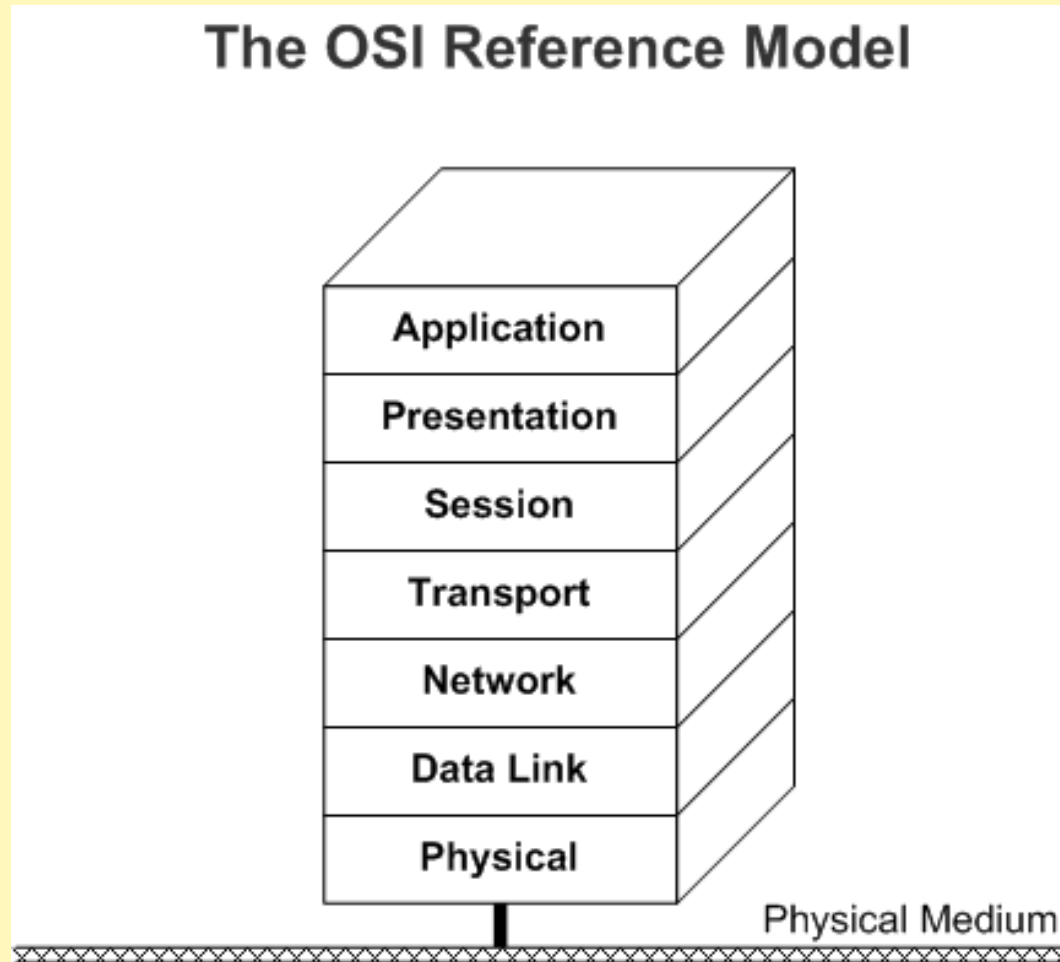 The OSI Reference Model
Application
Presentation
Session
Transport
Network
Data Link
Physical
Physical Medium